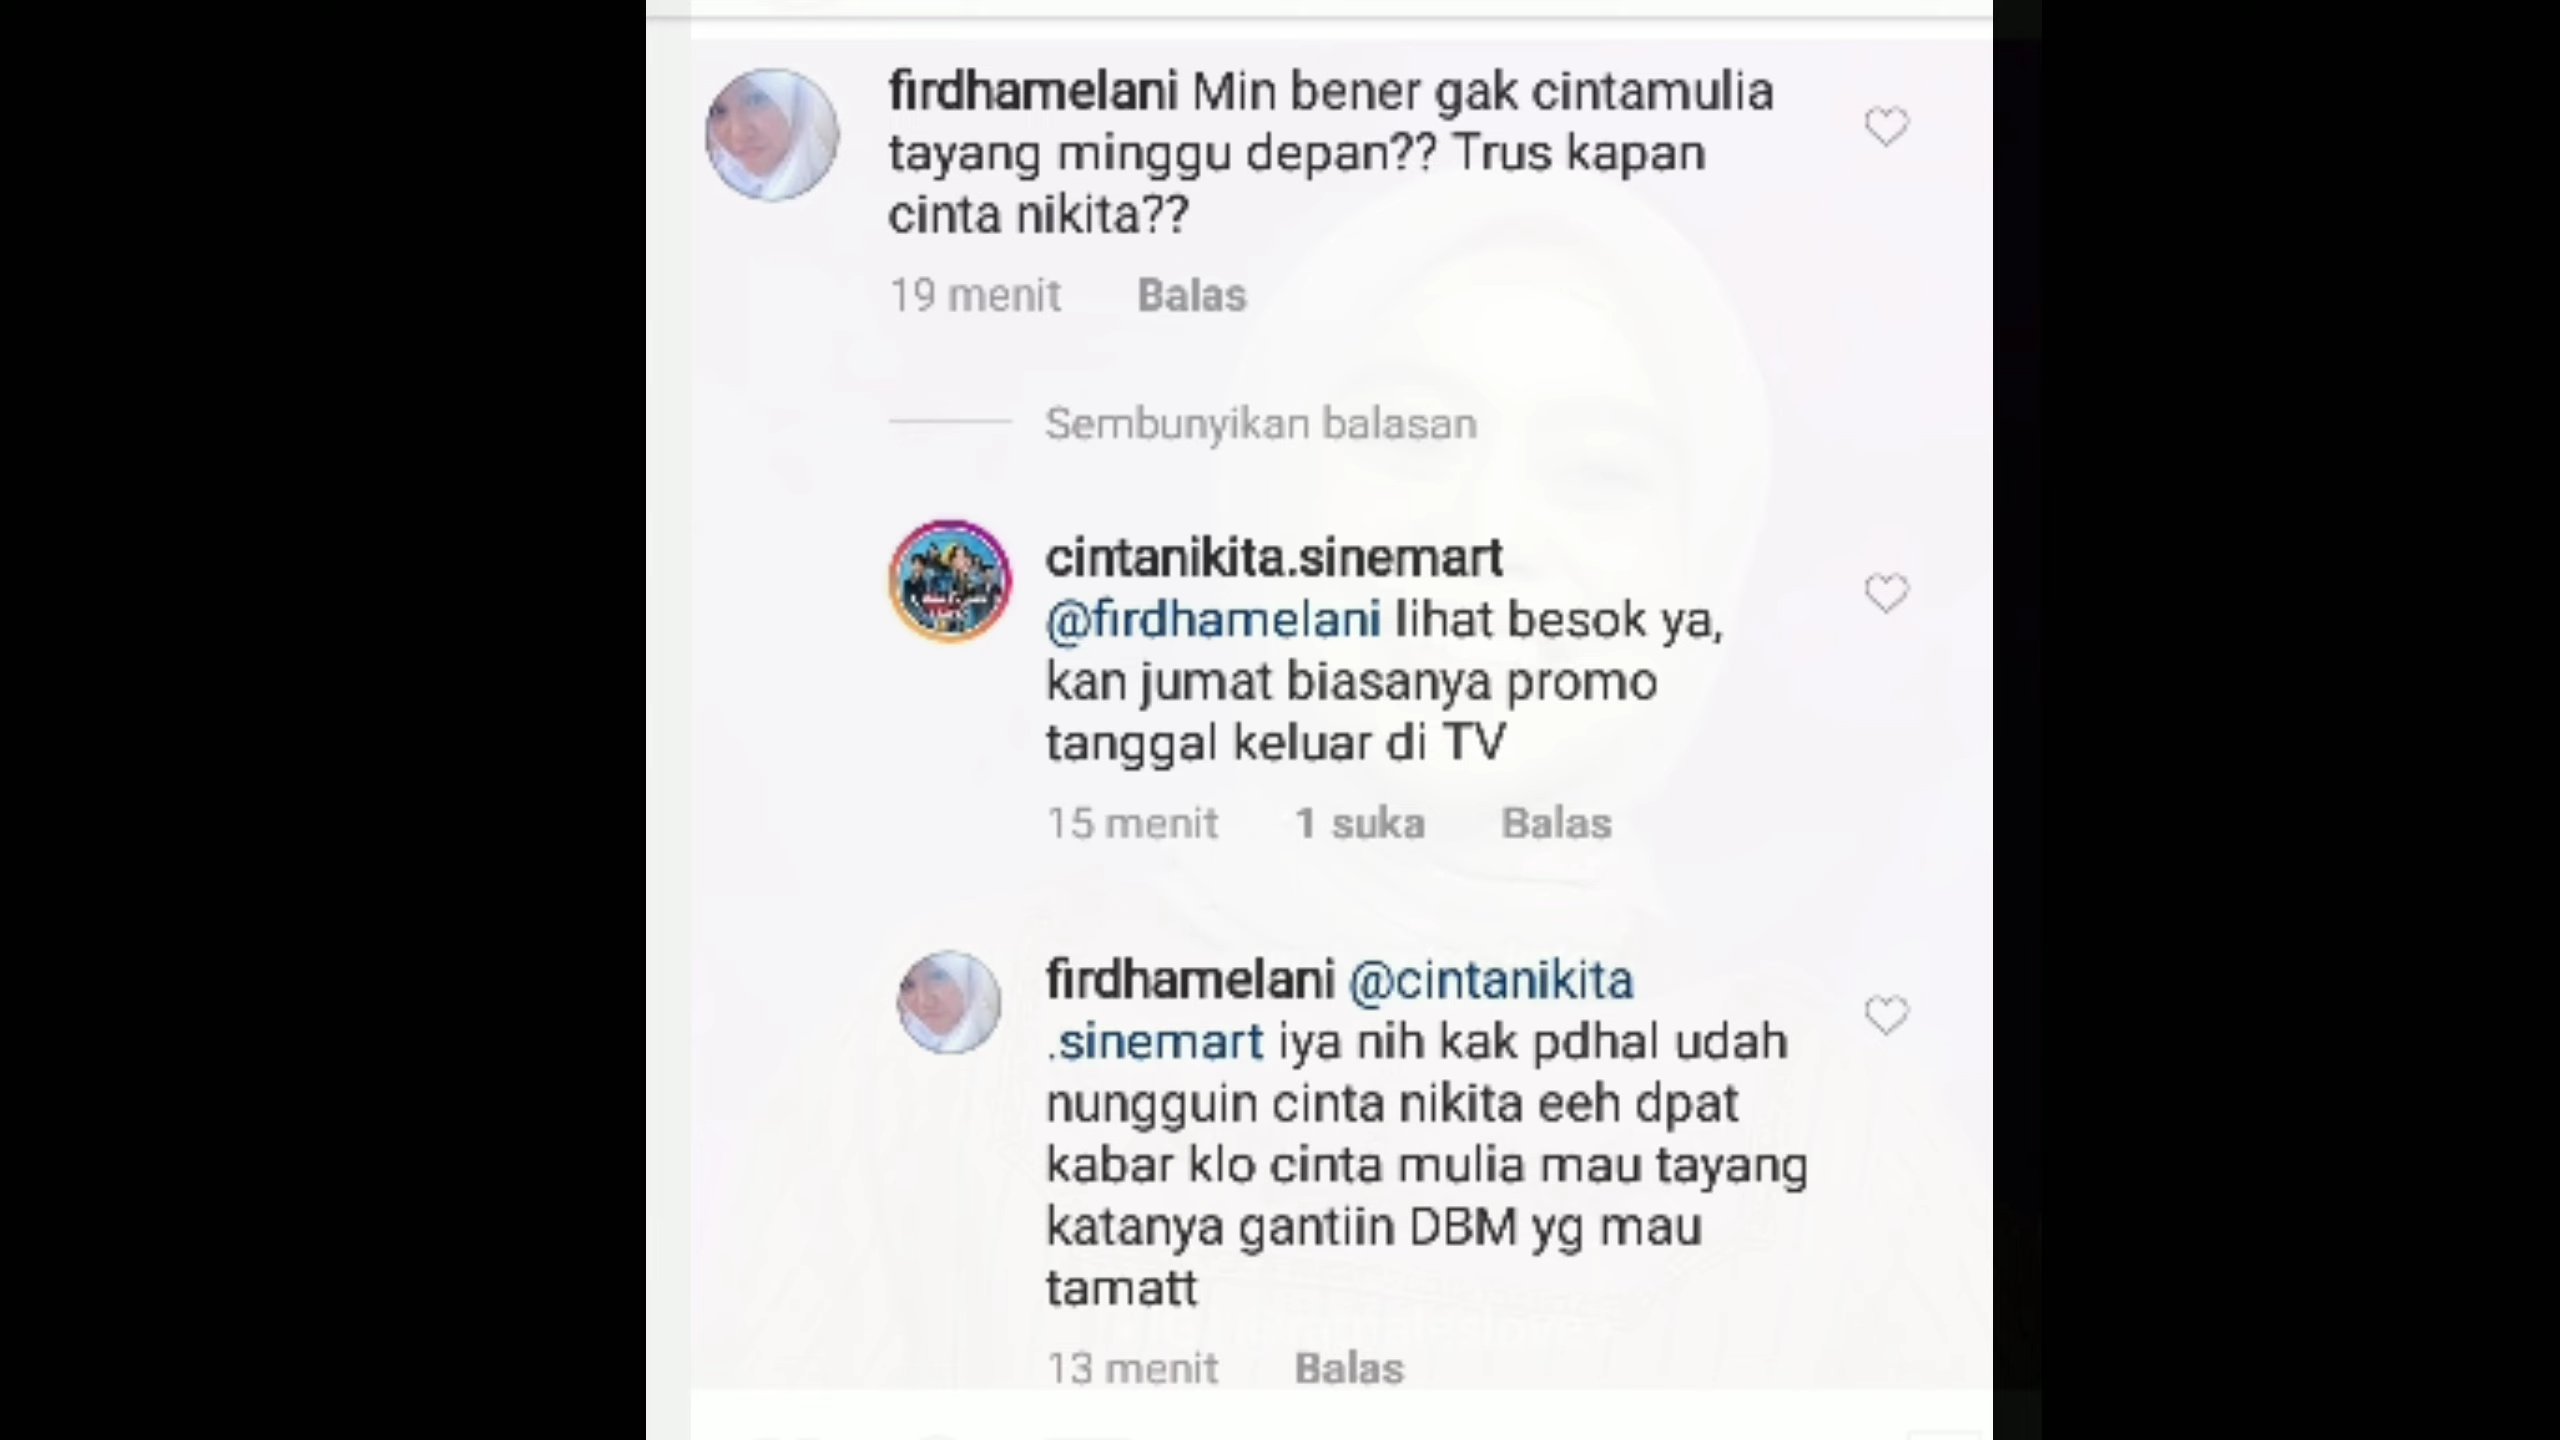 firdhamelani Min bener gak cintamulia
tayang minggu depan?? Trus kapan
cinta nikita??
19 menit Balas
Sembunyikan balasan
cintanikita.sinemart
@firdhamelani lihat besok ya,
kan jumat biasanya promo
tanggal keluar di TV
15 menit 1 suka Balas
firdhamelani @cintanikita
.sinemart iya nih kak pdhal udah
nungguin cinta nikita eeh dpat
kabar klo cinta mulia mau tayang
katanya gantiin DBM yg mau
tamatt
13 menit Balas